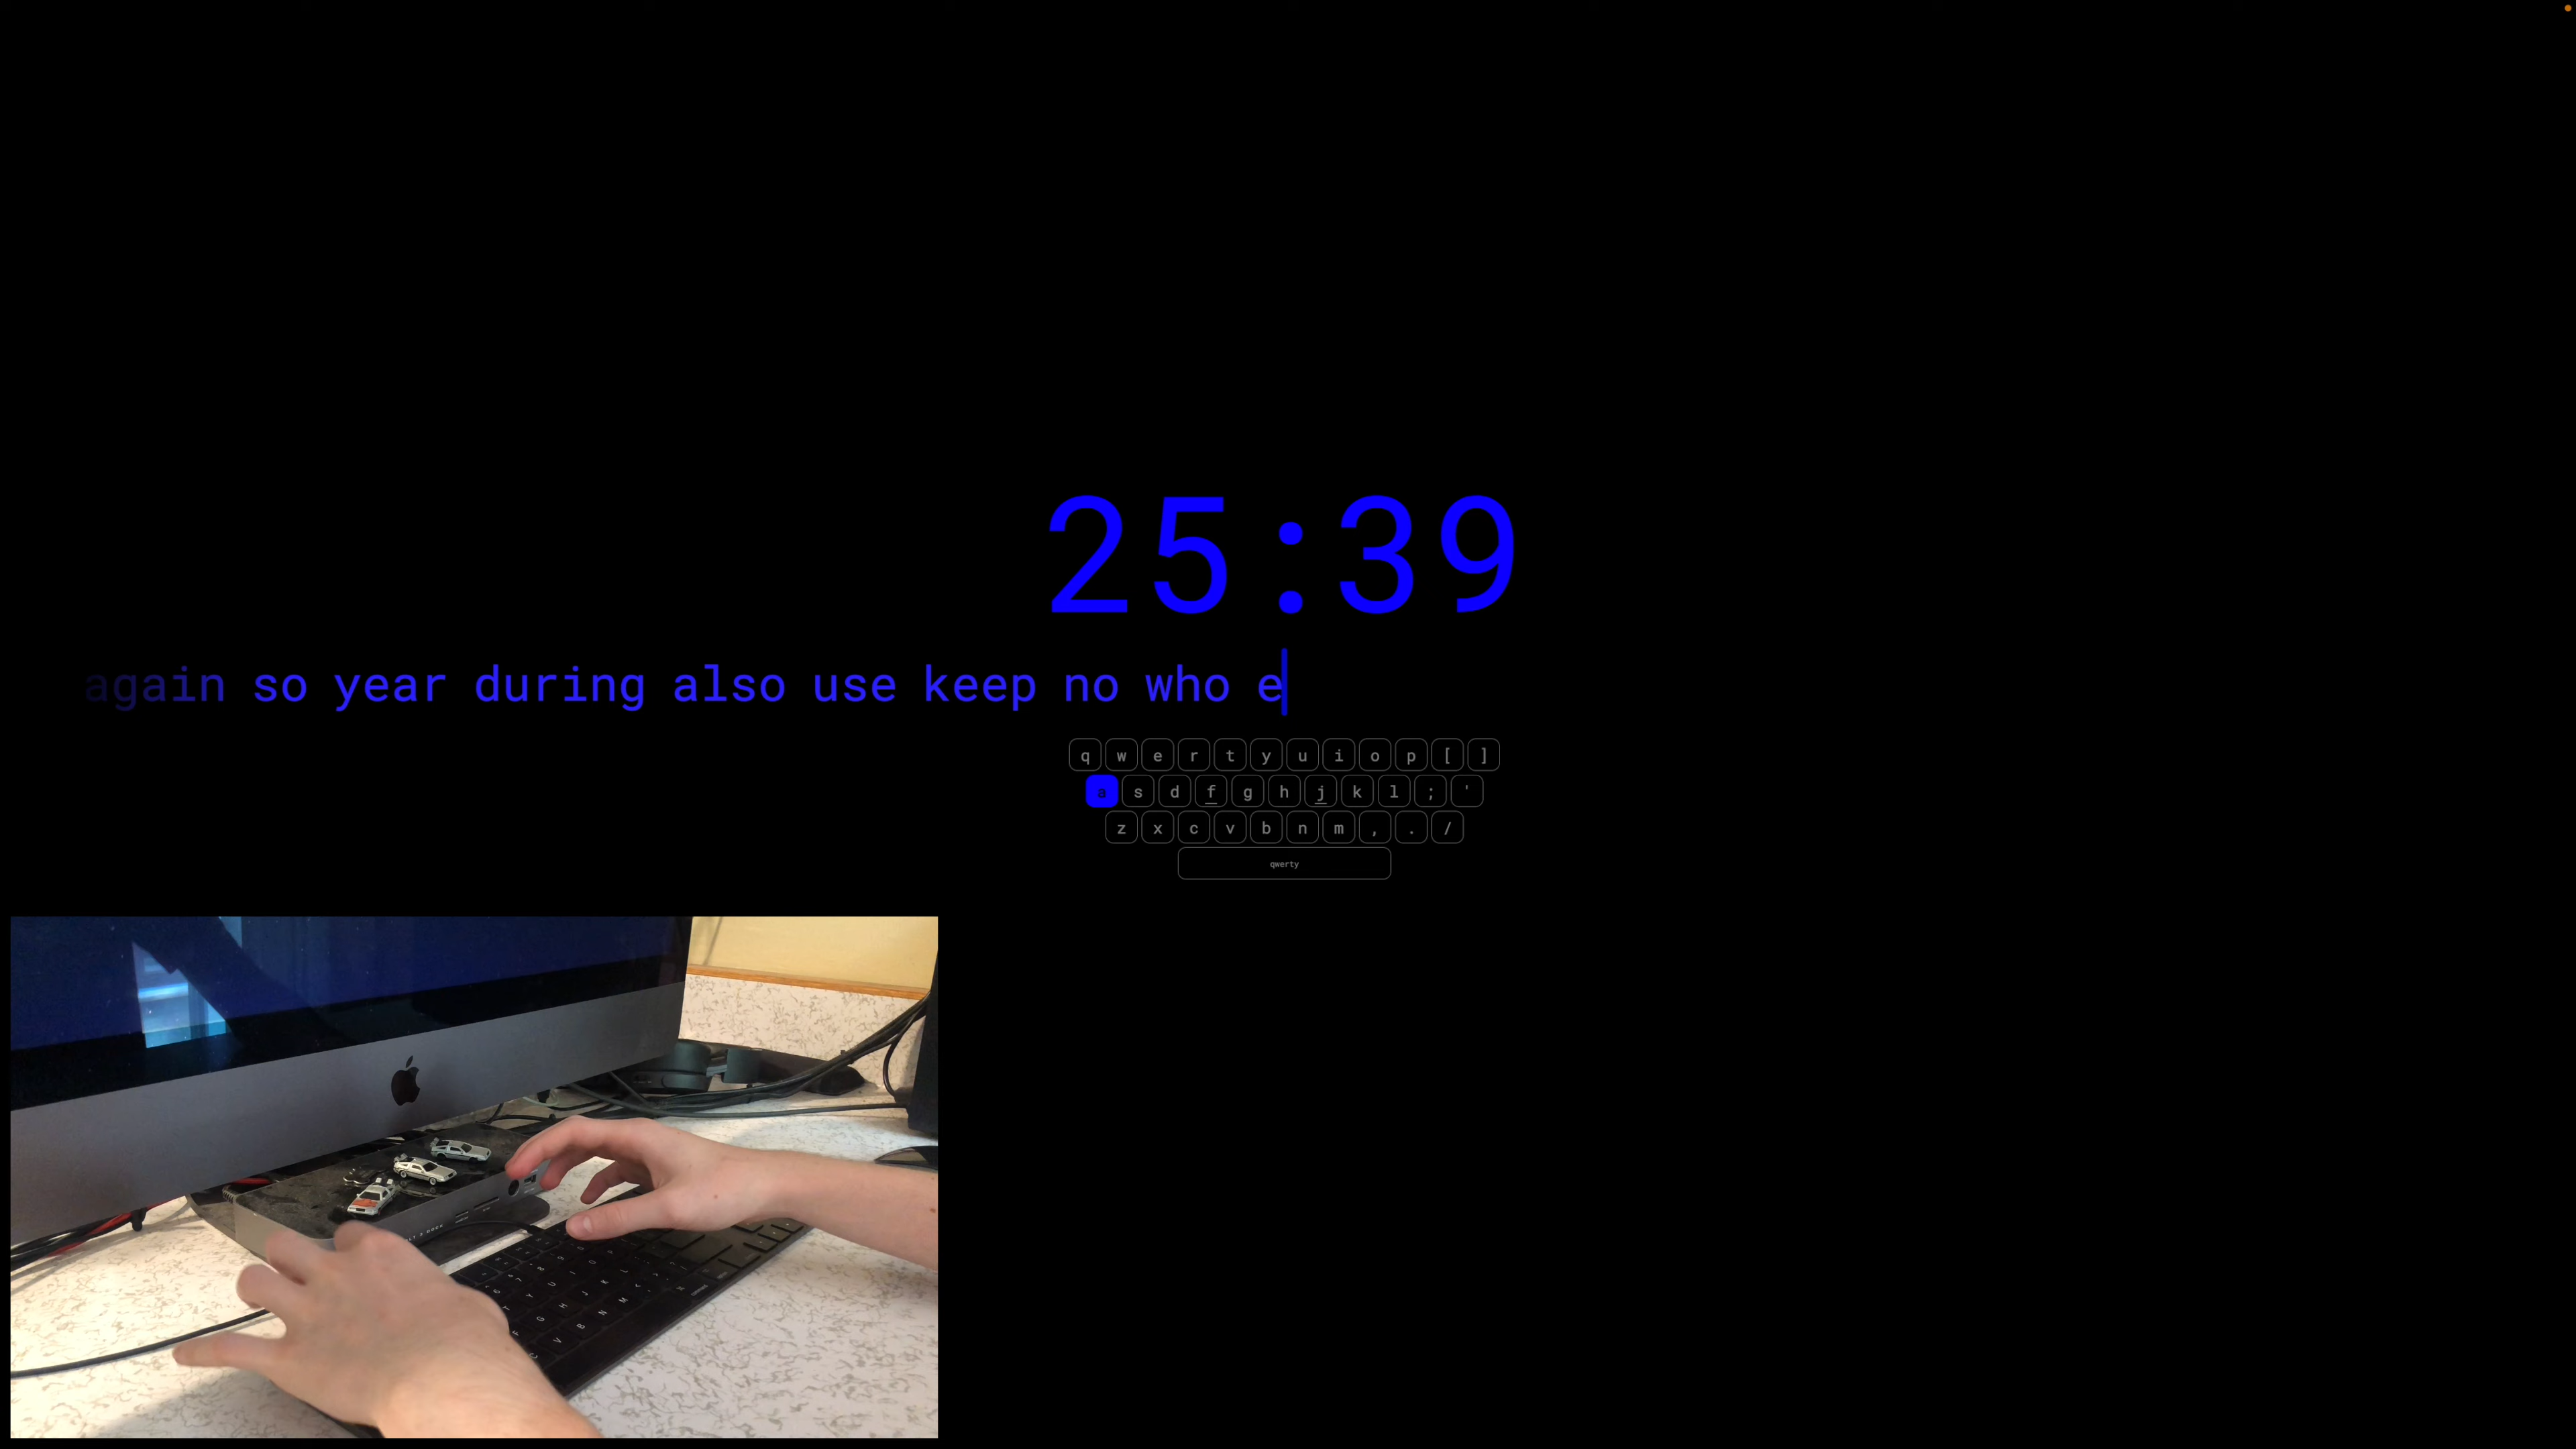 25:39
again so year during also use keep no who e
q w e r t y u i o p [ ]
a s d f g h j k l ; '
z x c v b n m , . /
qwerty